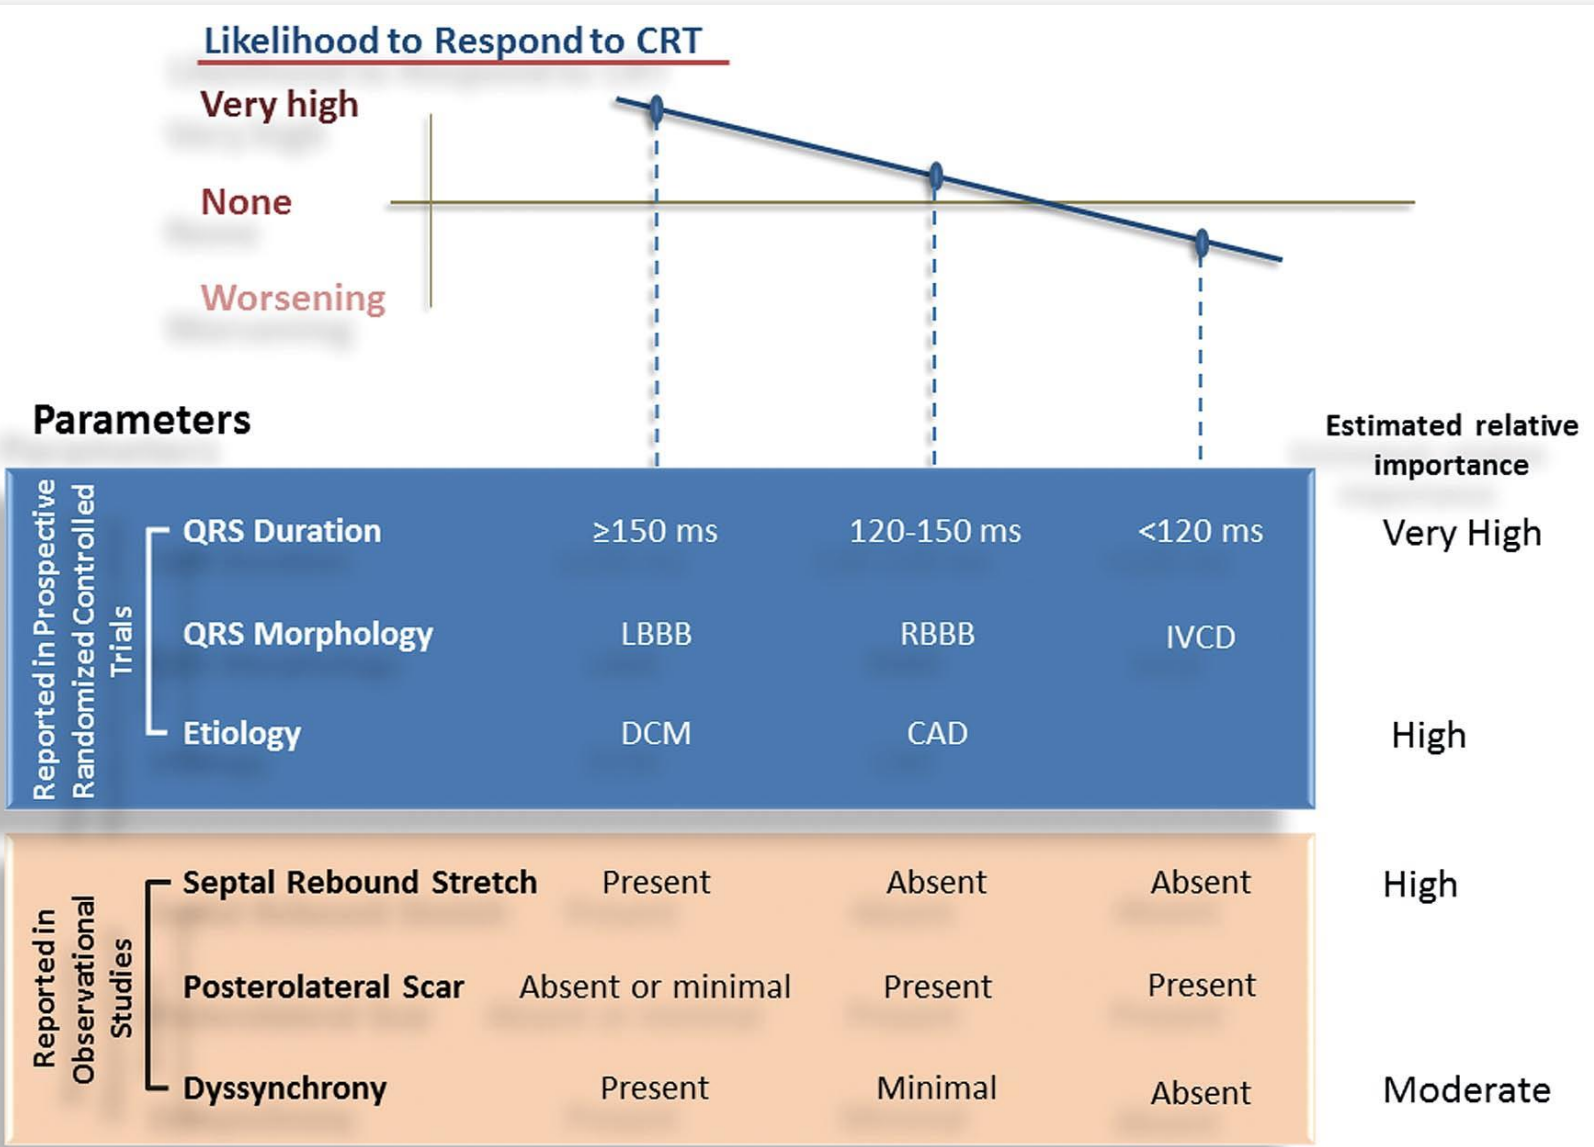 Likelihood to Respond to CRT
Very high
None
Worsening
Parameters
Estimated relative
importance
Reported in Prospective
Randomized Controlled
Trials
QRS Duration ≥150 ms 120-150 ms <120 ms Very High
QRS Morphology LBBB RBBB IVCD
Etiology DCM CAD High
Reported in
Observational
Studies
Septal Rebound Stretch Present Absent Absent High
Posterolateral Scar Absent or minimal Present Present
Dyssynchrony Present Minimal Absent Moderate